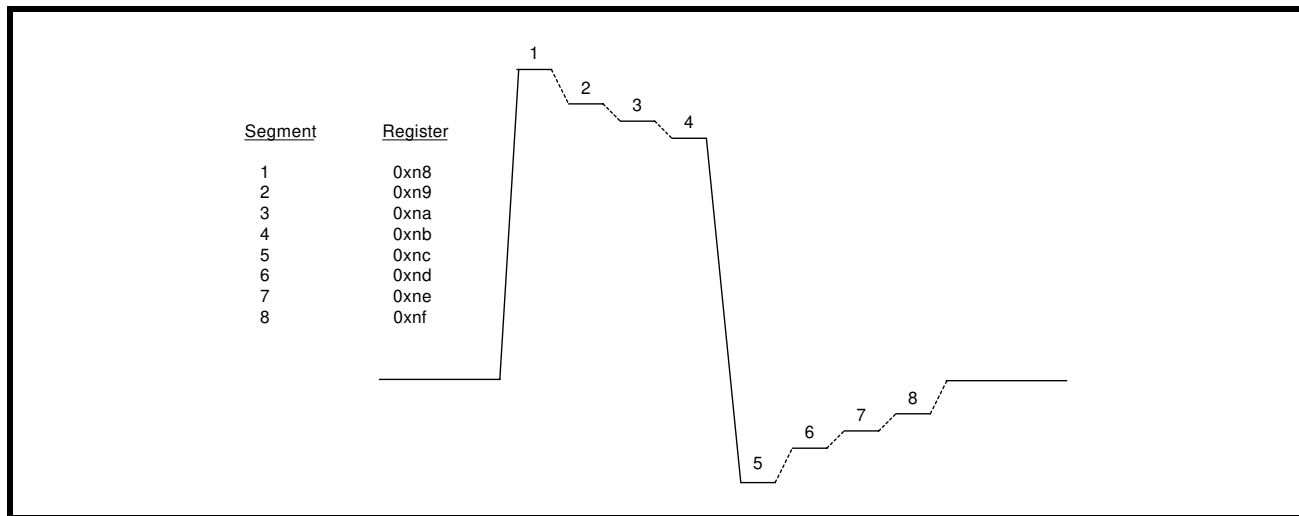 1
2
3
4
Segment Register
1 0xn8
2 0xn9
3 0xna
4 0xnb
5 0xnc
6 0xnd
7 0xne
8 0xnf
8
7
6
5